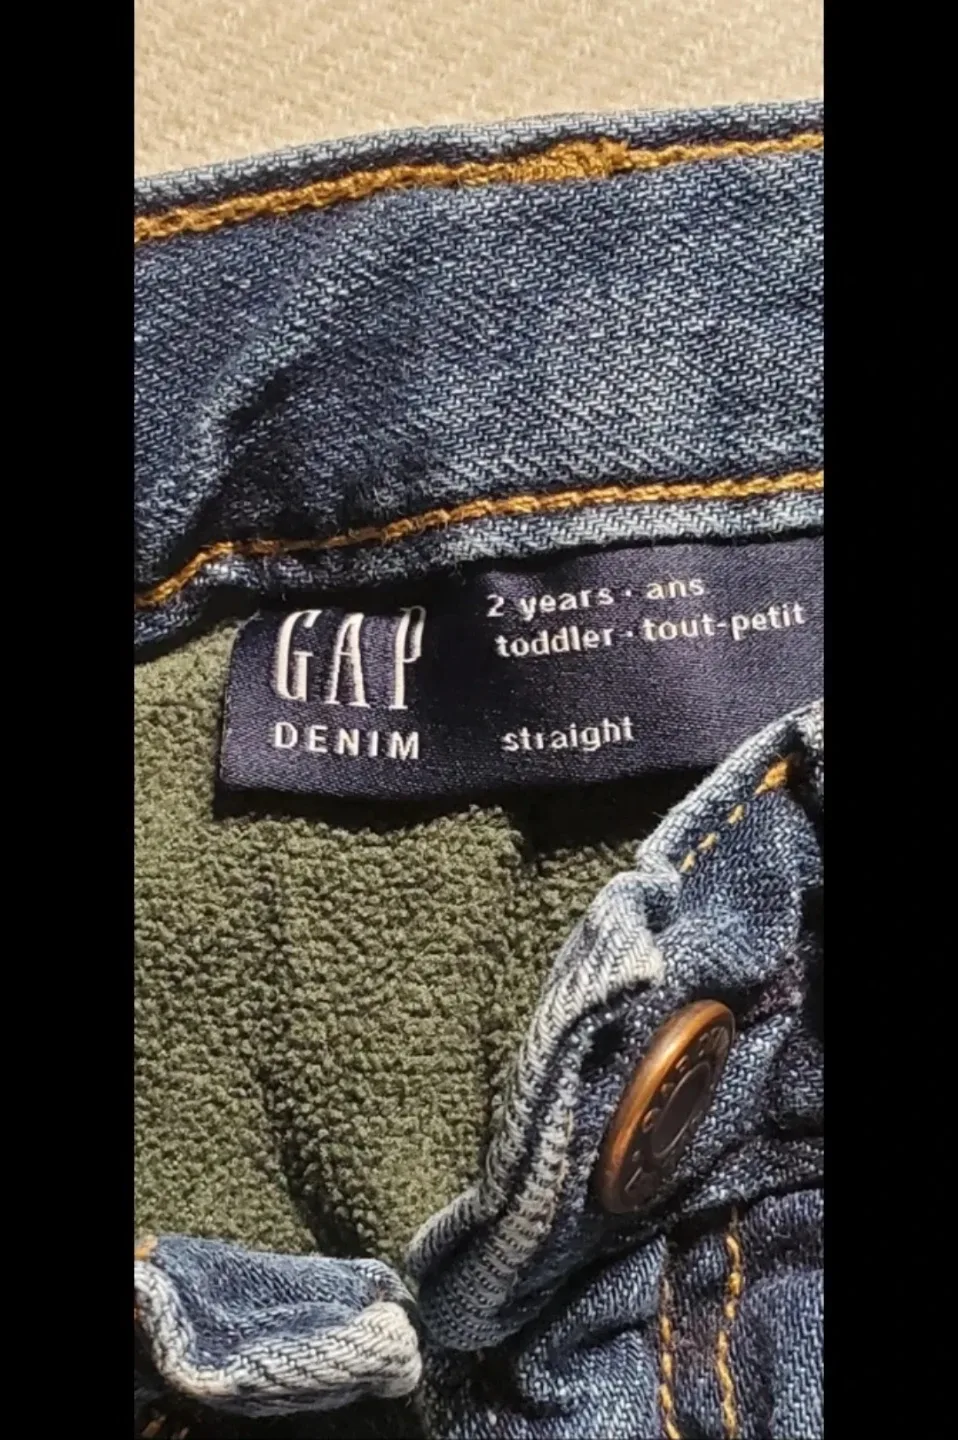 GAP
DENIM
2 years · ans
toddler · tout-petit
straight